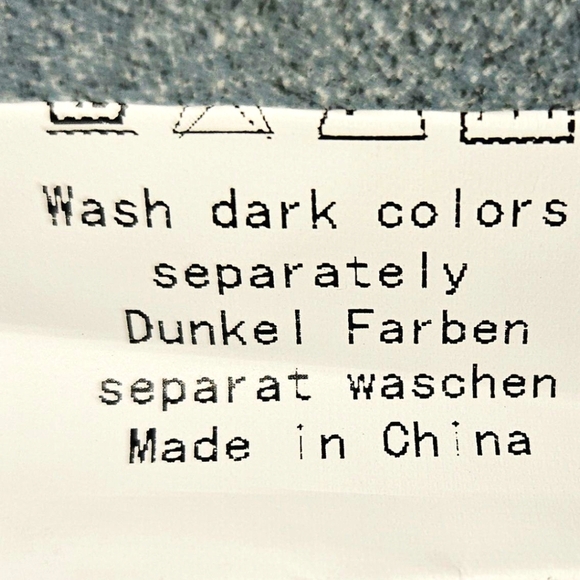 Wash dark colors
separately
Dunkel Farben
separat waschen
Made in China